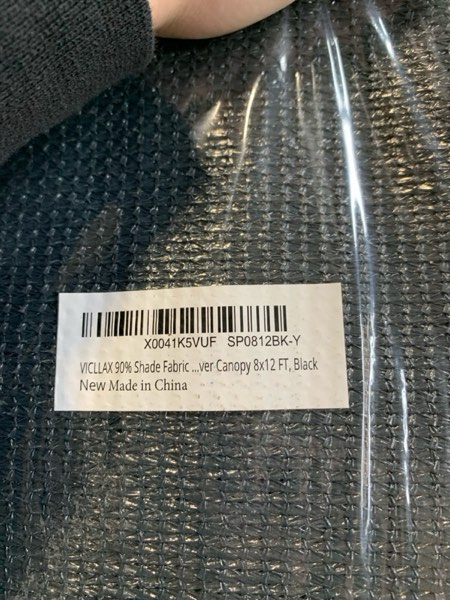 X0041K5VUF SP0812BK-Y
VICLLAX 90% Shade Fabric ...ver Canopy 8x12 FT, Black
New Made in China